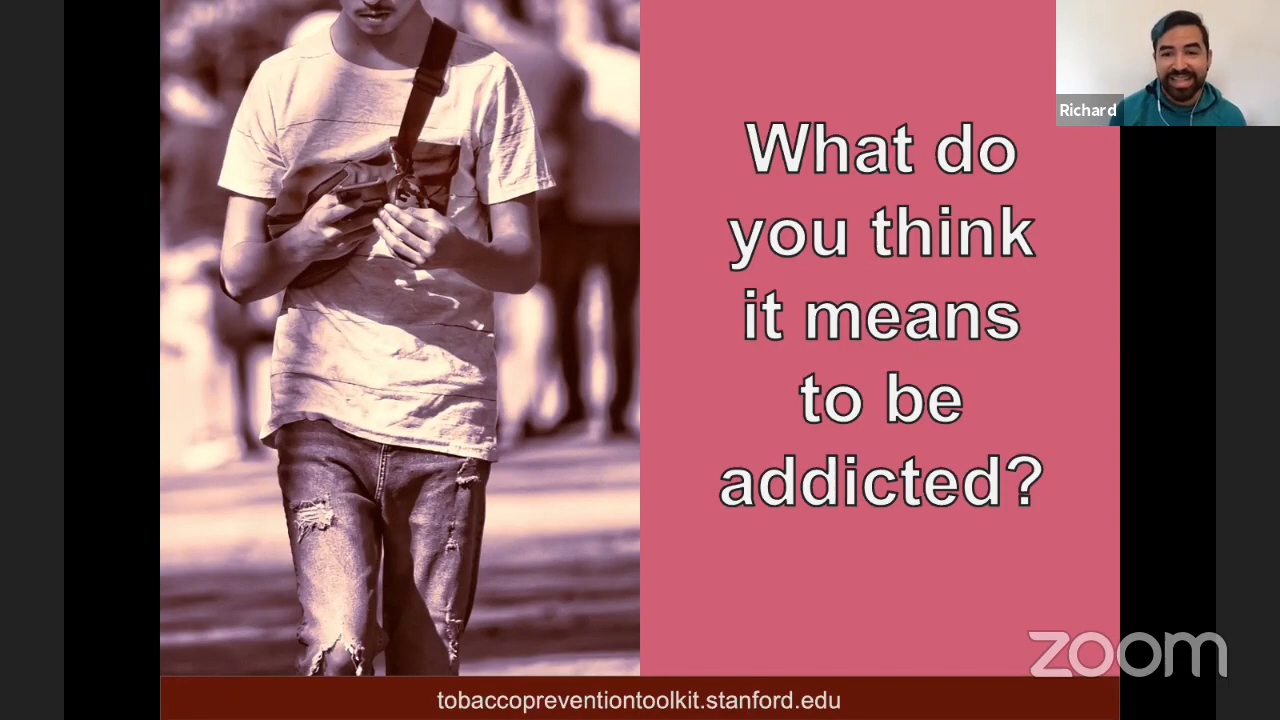 Richard
What do
you think
it means
to be
addicted?
zoom
tobaccopreventiontoolkit.stanford.edu